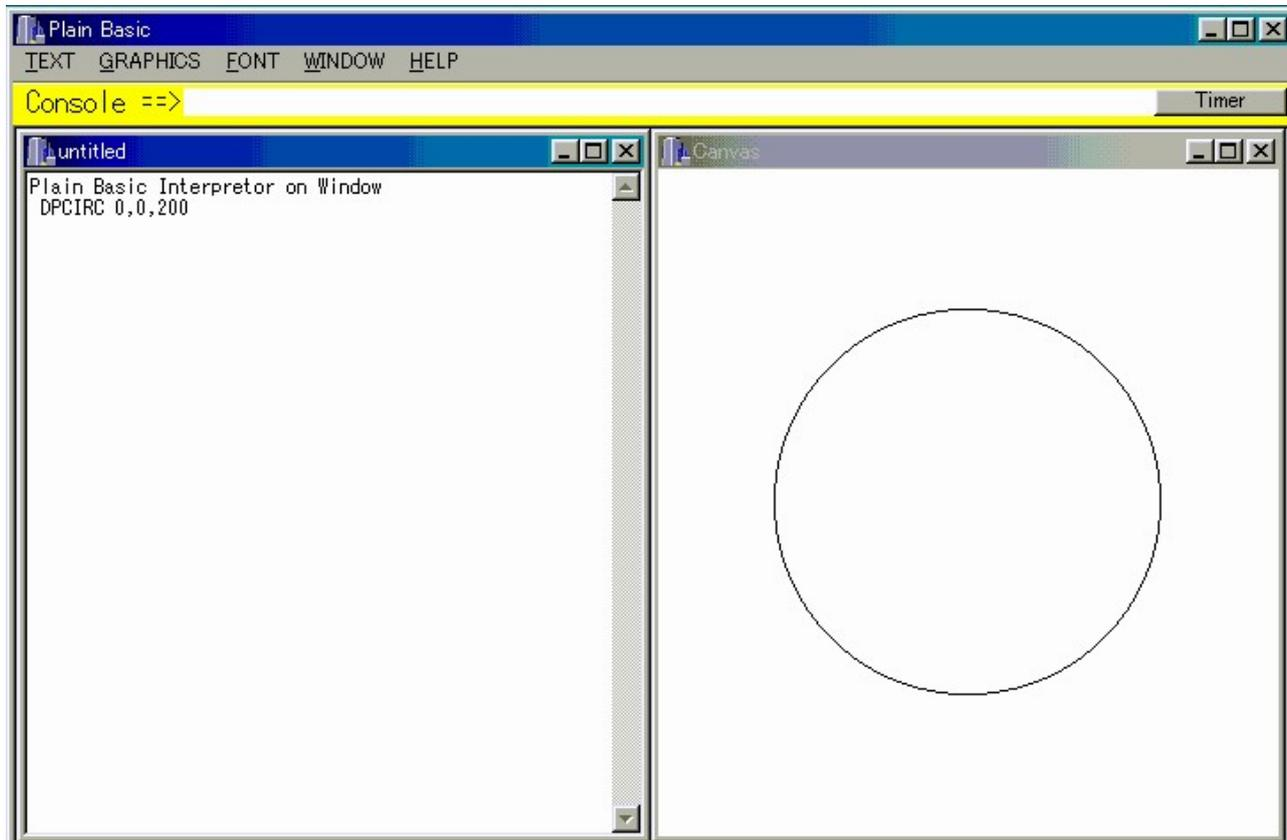 Plain Basic
TEXT GRAPHICS FONT WINDOW HELP
Console ==>
Timer
untitled
Plain Basic Interpretor on Window
DPCIRC 0,0,200
Canvas